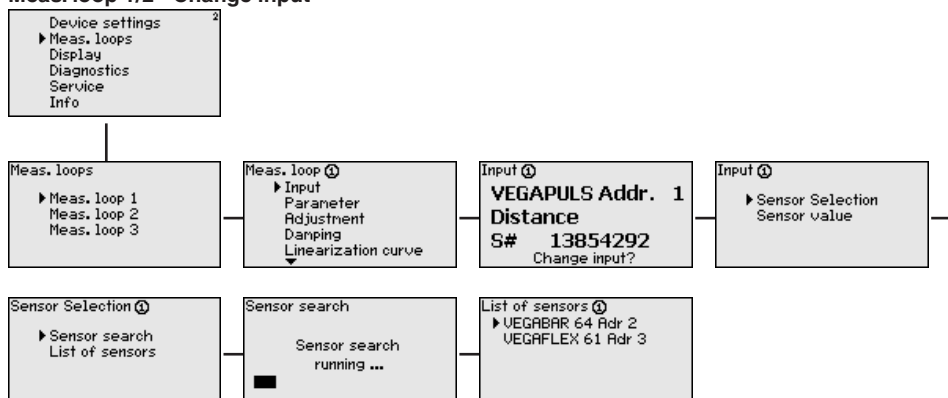 Meas. loop 1/2 - Change input
Device settings
2
Meas. loops
Display
Diagnostics
Service
Info
Meas. loops
Meas. loop 1
Meas. loop 2
Meas. loop 3
Meas. loop ①
Input
Parameter
Adjustment
Damping
Linearization curve
Input ①
VEGAPULS Addr. 1
Distance
S# 13854292
Change input?
Input ①
Sensor Selection
Sensor value
Sensor Selection ①
Sensor search
List of sensors
Sensor search
Sensor search
running ...
List of sensors ①
VEGABAR 64 Adr 2
VEGAFLEX 61 Adr 3